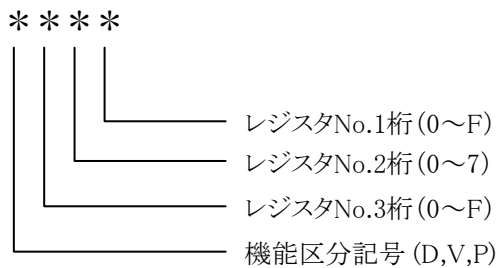 ＊＊＊＊
レジスタNo.1桁(0～F)
レジスタNo.2桁(0～7)
レジスタNo.3桁(0～F)
機能区分記号 (D,V,P)